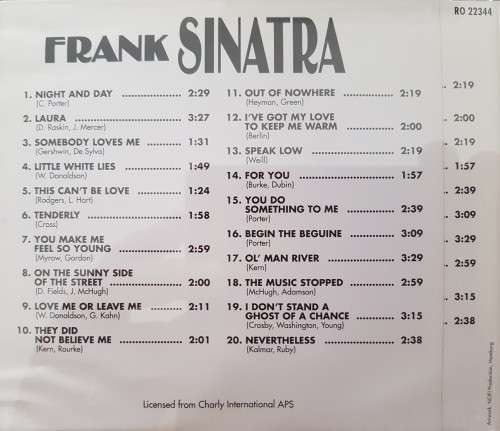 RO 22344
FRANK SINATRA
1. NIGHT AND DAY .................. 2:29
(C. Porter)
2. LAURA .................. 3:27
(D. Raskin, J. Mercer)
3. SOMEBODY LOVES ME .......... 1:31
(Gershwin, De Sylva)
4. LITTLE WHITE LIES .................. 1:49
(W. Donaldson)
5. THIS CAN'T BE LOVE .............. 1:24
(Rodgers, L. Hart)
6. TENDERLY .................. 1:58
(Cross)
7. YOU MAKE ME
FEEL SO YOUNG .................. 2:59
(Myrow, Gordon)
8. ON THE SUNNY SIDE
OF THE STREET .................. 2:00
(D. Fields, J. McHugh)
9. LOVE ME OR LEAVE ME .......... 2:11
(W. Donaldson, G. Kahn)
10. THEY DID
NOT BELIEVE ME .................. 2:01
(Kern, Rourke)
11. OUT OF NOWHERE .............. 2:19
(Heyman, Green)
12. I'VE GOT MY LOVE
TO KEEP ME WARM .............. 2:00
(Berlin)
13. SPEAK LOW .................. 2:19
(Weill)
14. FOR YOU .................. 1:57
(Burke, Dubin)
15. YOU DO
SOMETHING TO ME .............. 2:39
(Porter)
16. BEGIN THE BEGUINE .............. 3:09
(Porter)
17. OL' MAN RIVER .................. 3:29
(Kern)
18. THE MUSIC STOPPED .............. 2:59
(McHugh, Adamson)
19. I DON'T STAND A
GHOST OF A CHANCE .............. 3:15
(Crosby, Washington, Young)
20. NEVERTHELESS .................. 2:38
(Kalmar, Ruby)
. 2:19
. 2:00
. 2:19
. 1:57
. 2:39
. 3:09
. 3:29
. 2:59
. 3:15
. 2:38
Licensed from Charly International APS
Production, Hamburg